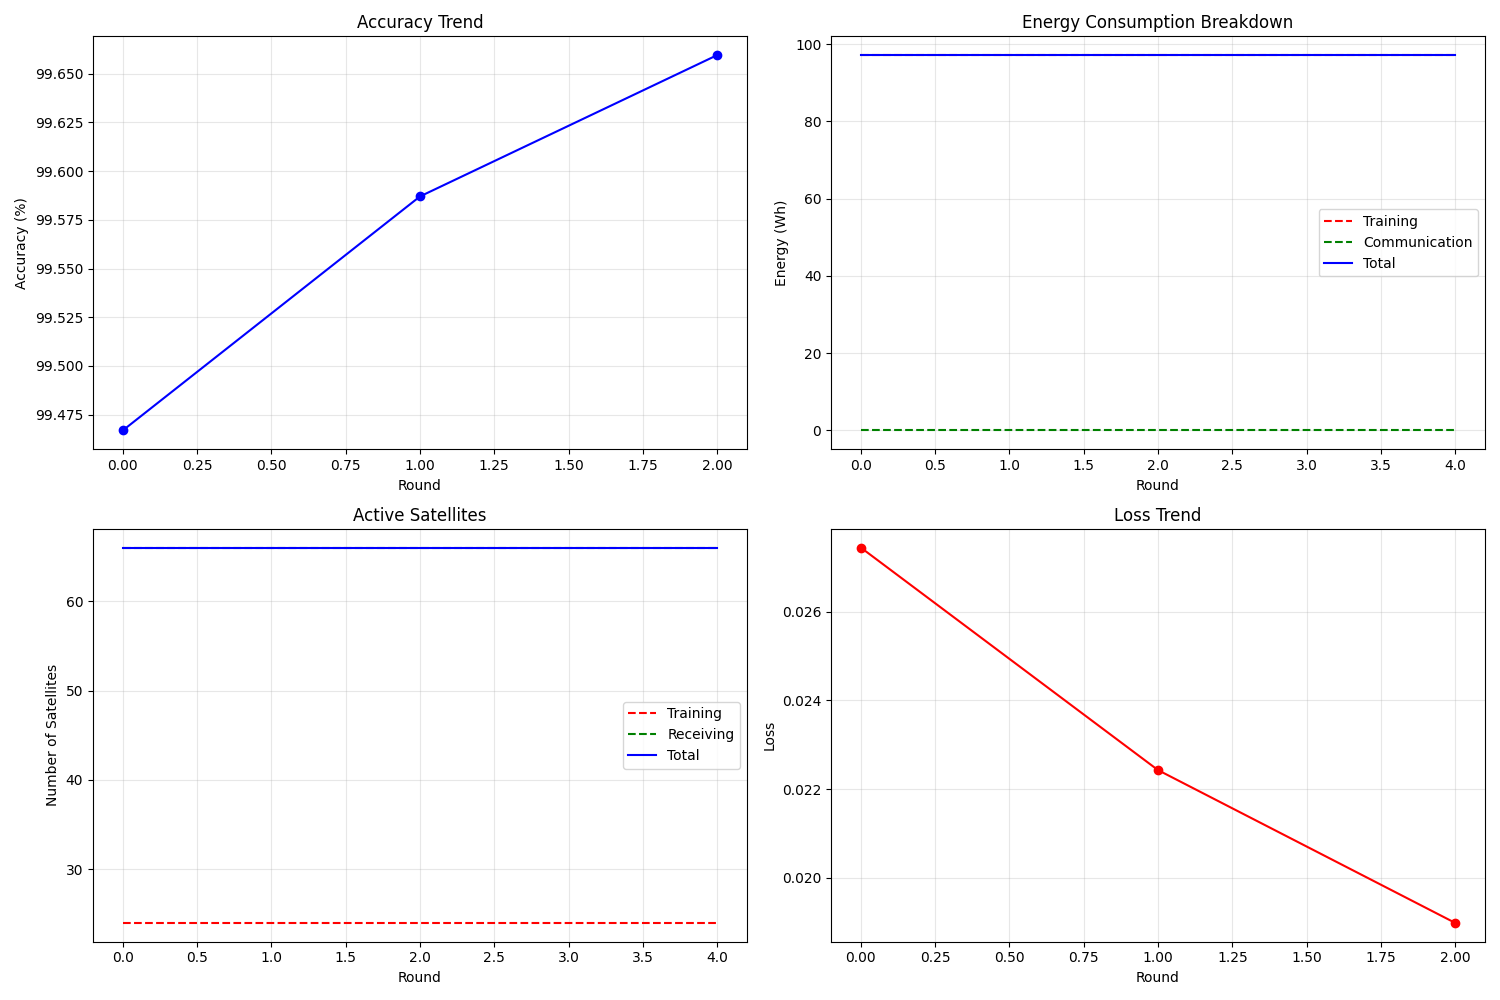 Accuracy Trend
Accuracy (%)
99.650
99.625
99.600
99.575
99.550
99.525
99.500
99.475
0.00 0.25 0.50 0.75 1.00 1.25 1.50 1.75 2.00
Round
Energy Consumption Breakdown
Energy (Wh)
100
80
60
40
20
0
Training
Communication
Total
0.0 0.5 1.0 1.5 2.0 2.5 3.0 3.5 4.0
Round
Active Satellites
Number of Satellites
60
50
40
30
Training
Receiving
Total
0.0 0.5 1.0 1.5 2.0 2.5 3.0 3.5 4.0
Round
Loss Trend
Loss
0.026
0.024
0.022
0.020
0.00 0.25 0.50 0.75 1.00 1.25 1.50 1.75 2.00
Round